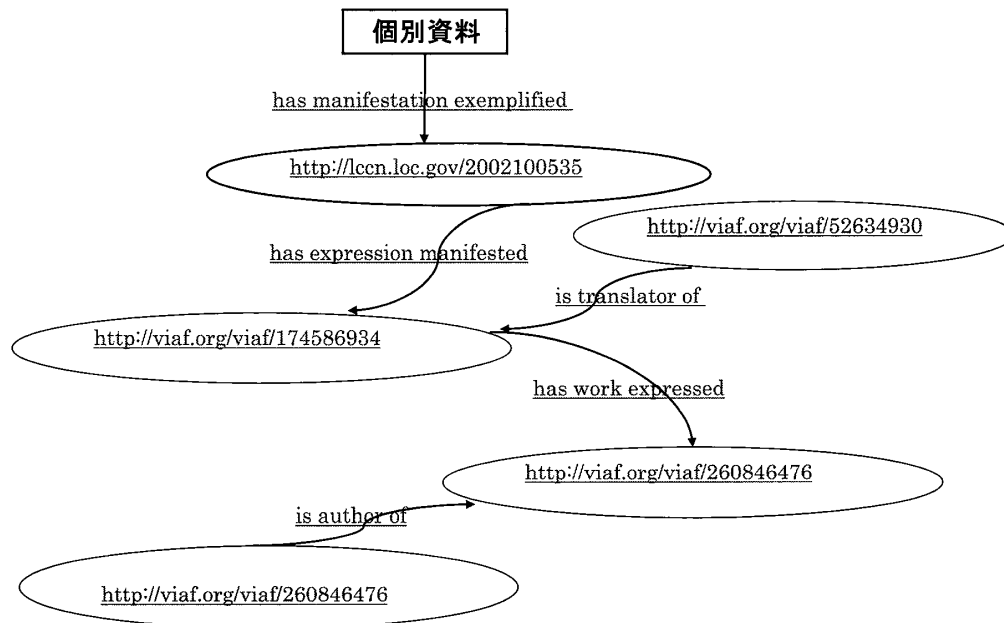 個別資料
has manifestation exemplified
http://lccn.loc.gov/2002100535
http://viaf.org/viaf/52634930
has expression manifested
is translator of
http://viaf.org/viaf/174586934
has work expressed
http://viaf.org/viaf/260846476
is author of
http://viaf.org/viaf/260846476